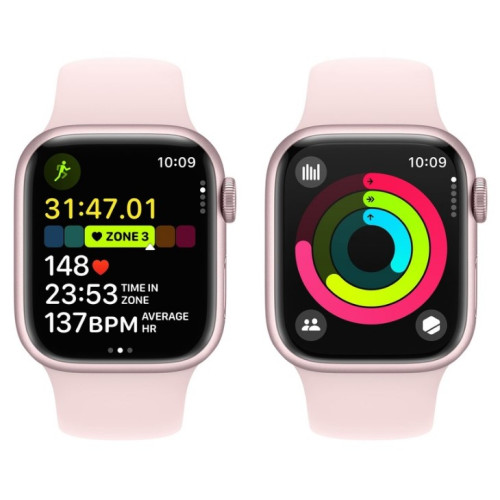 10:09
31:47.01
ZONE 3
148
23:53 TIME IN
ZONE
137BPM AVERAGE
HR
10:09